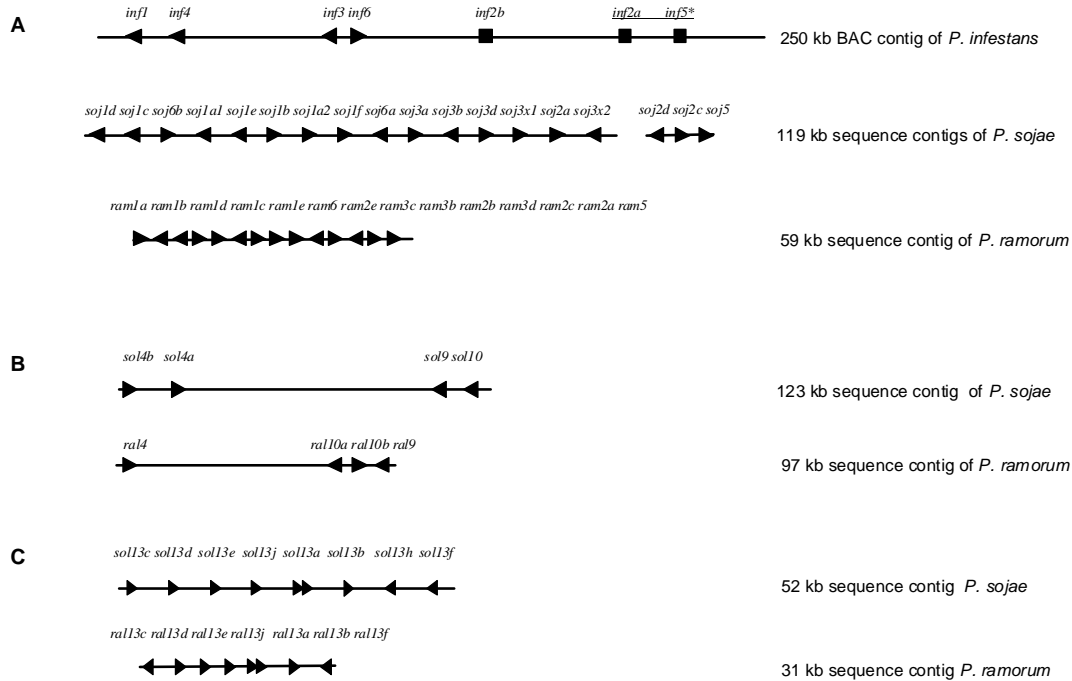 A
inf1 inf4 inf3 inf6 inf2b inf2a inf5*
250 kb BAC contig of P. infestans
soj1d soj1c soj6b soj1a1 soj1e soj1b soj1a2 soj1f soj6a soj3a soj3b soj3d soj3x1 soj2a soj3x2 soj2d soj2c soj5
119 kb sequence contigs of P. sojae
ram1a ram1b ram1d ram1c ram1e ram6 ram2e ram3c ram3b ram2b ram3d ram2c ram2a ram5
59 kb sequence contig of P. ramorum
B
sol4b sol4a sol9 sol10
123 kb sequence contig of P. sojae
ral4 ral10a ral10b ral9
97 kb sequence contig of P. ramorum
C
sol13c sol13d sol13e sol13j sol13a sol13b sol13h sol13f
52 kb sequence contig P. sojae
ral13c ral13d ral13e ral13j ral13a ral13b ral13f
31 kb sequence contig P. ramorum